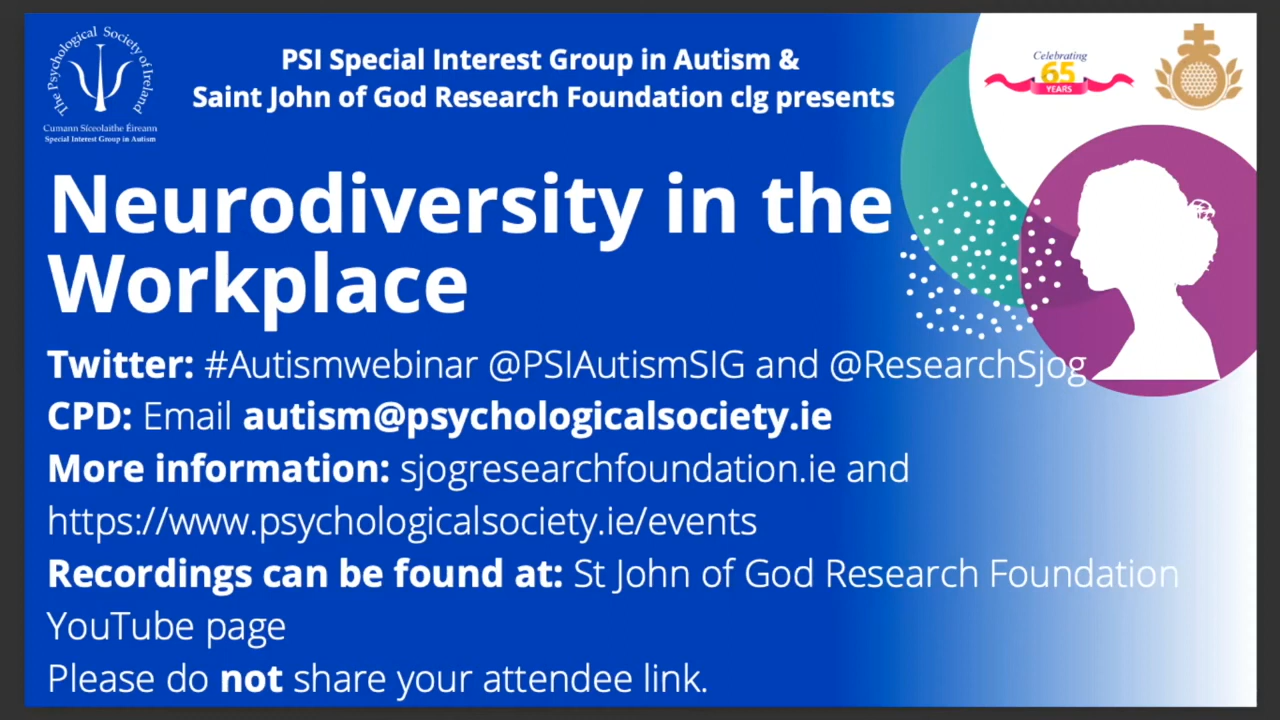 The Psychological Society of Ireland
Cumann Síceolaithe Éireann
Special Interest Group in Autism
PSI Special Interest Group in Autism &
Saint John of God Research Foundation clg presents
Celebrating
65
YEARS
Neurodiversity in the
Workplace
Twitter: #Autismwebinar @PSIAutismSIG and @ResearchSjog
CPD: Email autism@psychologicalsociety.ie
More information: sjogresearchfoundation.ie and
https://www.psychologicalsociety.ie/events
Recordings can be found at: St John of God Research Foundation
YouTube page
Please do not share your attendee link.